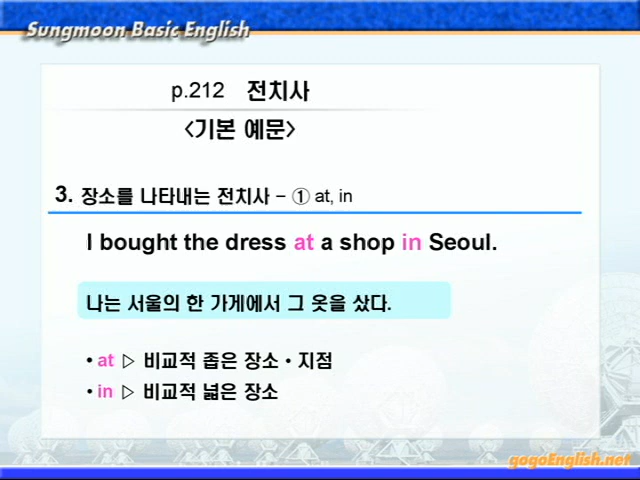 Sungmoon Basic English
p.212 전치사
<기본 예문>
3. 장소를 나타내는 전치사 - ① at, in
I bought the dress at a shop in Seoul.
나는 서울의 한 가게에서 그 옷을 샀다.
• at ▷ 비교적 좁은 장소 • 지점
• in ▷ 비교적 넓은 장소
gogoEnglish.net